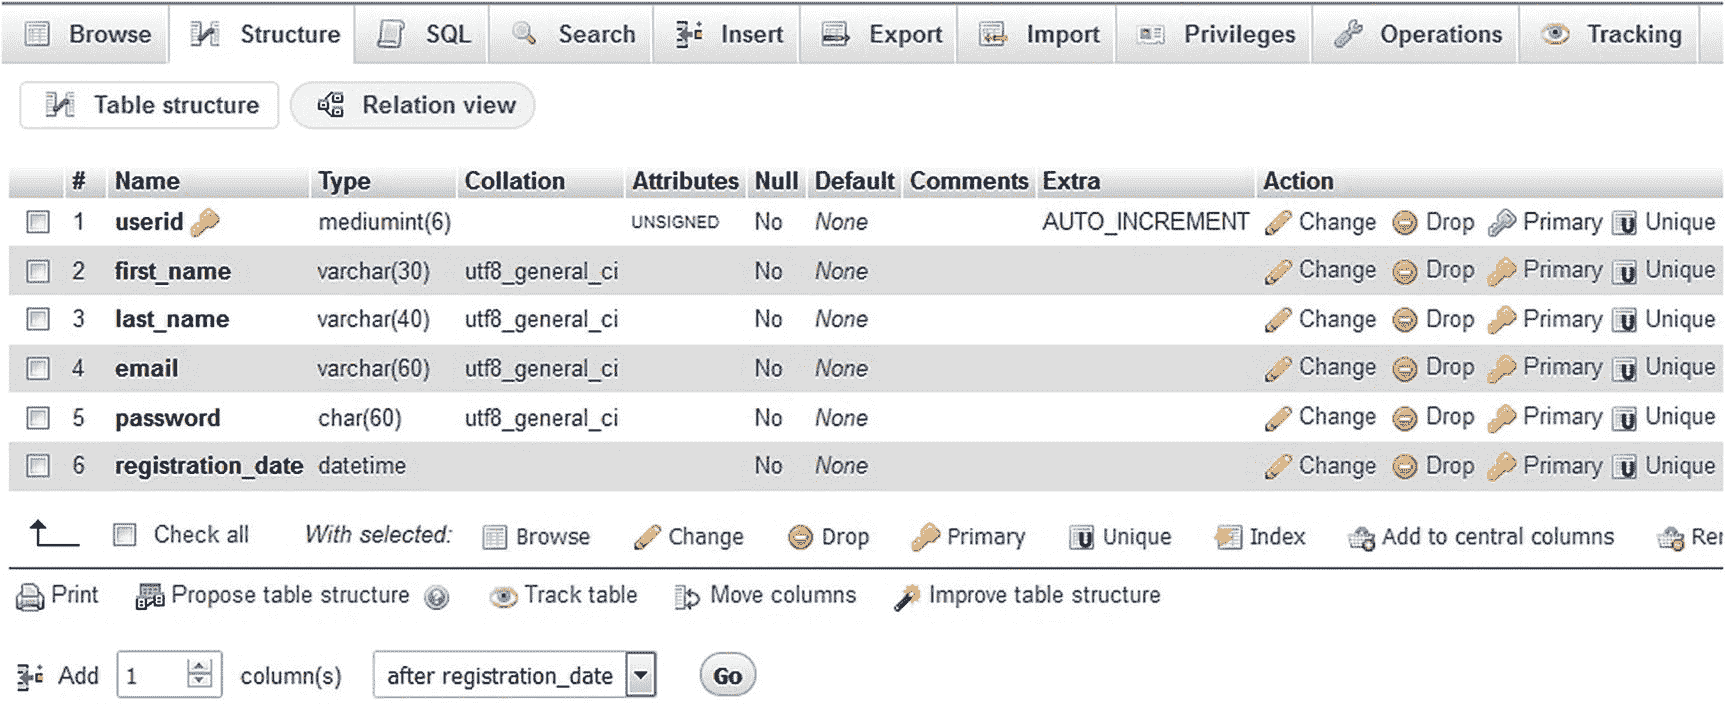 Browse Structure SQL Search Insert Export Import Privileges Operations Tracking
Table structure Relation view
# Name Type Collation Attributes Null Default Comments Extra Action
1 userid mediumint(6) UNSIGNED No None AUTO_INCREMENT Change Drop Primary Unique
2 first_name varchar(30) utf8_general_ci No None Change Drop Primary Unique
3 last_name varchar(40) utf8_general_ci No None Change Drop Primary Unique
4 email varchar(60) utf8_general_ci No None Change Drop Primary Unique
5 password char(60) utf8_general_ci No None Change Drop Primary Unique
6 registration_date datetime No None Change Drop Primary Unique
Check all With selected: Browse Change Drop Primary Unique Index Add to central columns
Print Propose table structure Track table Move columns Improve table structure
Add 1 column(s) after registration_date Go